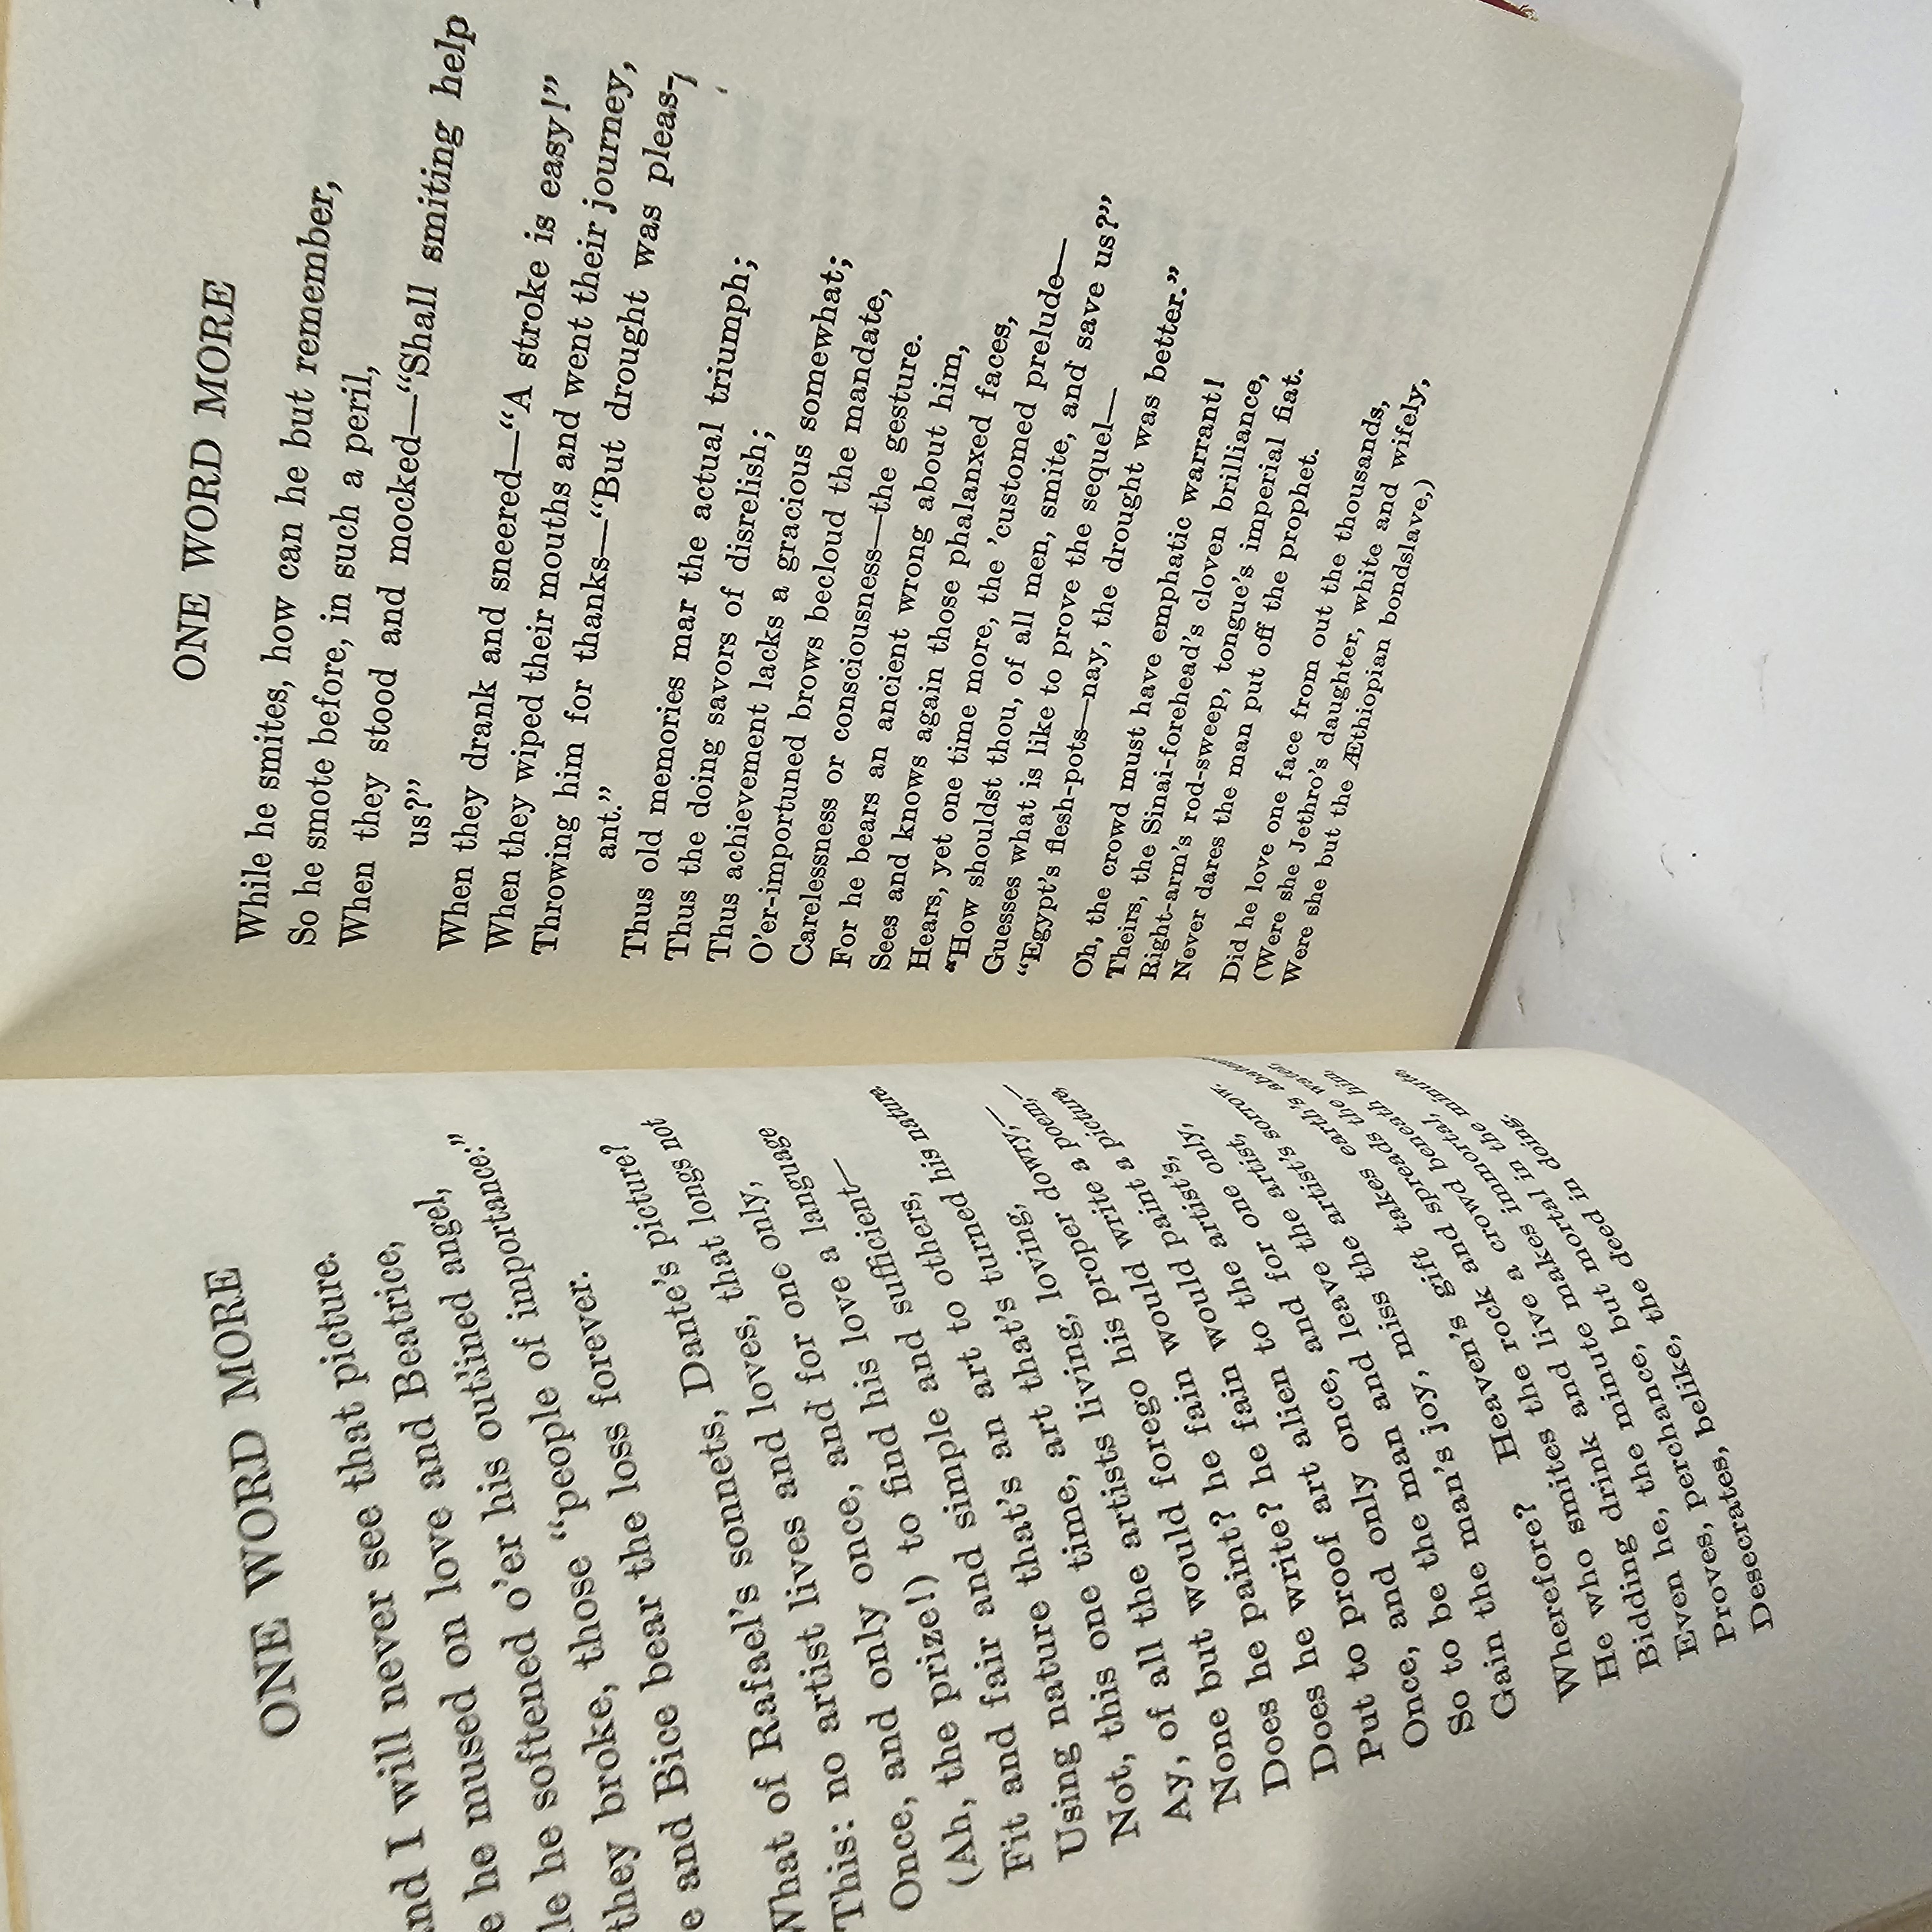 ONE WORD MORE
I will never see that picture.
he mused on love and Beatrice,
he softened o'er his outlined angel,
they broke, those “people of importance:”
and Bice bear the loss forever.
What of Rafael's sonnets, Dante's picture?
This: no artist lives and loves, that longs not
Once, and only once, and for one only,
(Ah, the prize!) to find his love a language
Fit and fair and simple and sufficient—
Using nature that's an art to others,
Not, this one time, art that's turned his nature.
Ay, of all the artists living, loving,
None but would forego his proper dowry,—
Does he paint? he fain would write a poem,—
Does he write? he fain would paint a picture,
Put to proof art alien to the artist's,
Once, and only once, and for one only,
So to be the man and leave the artist,
Gain the man's joy, miss the artist's sorrow.
Wherefore? Heaven's gift takes earth's
He who smites the rock and spreads the water,
Bidding drink and live a crowd beneath him,
Even he, the minute makes immortal,
Proves, perchance, but mortal in the minute,
Desecrates, belike, the deed in doing.
ONE WORD MORE
While he smites, how can he but remember,
So he smote before, in such a peril,
When they stood and mocked—“Shall smiting help
us?”
When they drank and sneered—“A stroke is easy!”
When they wiped their mouths and went their journey,
Throwing him for thanks—“But drought was pleas-
ant.”
Thus old memories mar the actual triumph;
Thus the doing savors of disrelish;
Thus achievement lacks a gracious somewhat;
O'er-importuned brows becloud the mandate,
Carelessness or consciousness—the gesture.
For he bears an ancient wrong about him,
Sees and knows again those phalanxed faces,
Hears, yet one time more, the 'customed prelude—
“How shouldst thou, of all men, smite, and save us?”
Guesses what is like to prove the sequel—
“Egypt's flesh-pots—nay, the drought was better.”
Oh, the crowd must have emphatic warrant!
Theirs, the Sinai-forehead's cloven brilliance,
Right-arm's rod-sweep, tongue's imperial fiat.
Never dares the man put off the prophet.
Did he love one face from out the thousands,
(Were she Jethro's daughter, white and wifely,
Were she but the Æthiopian bondslave,)